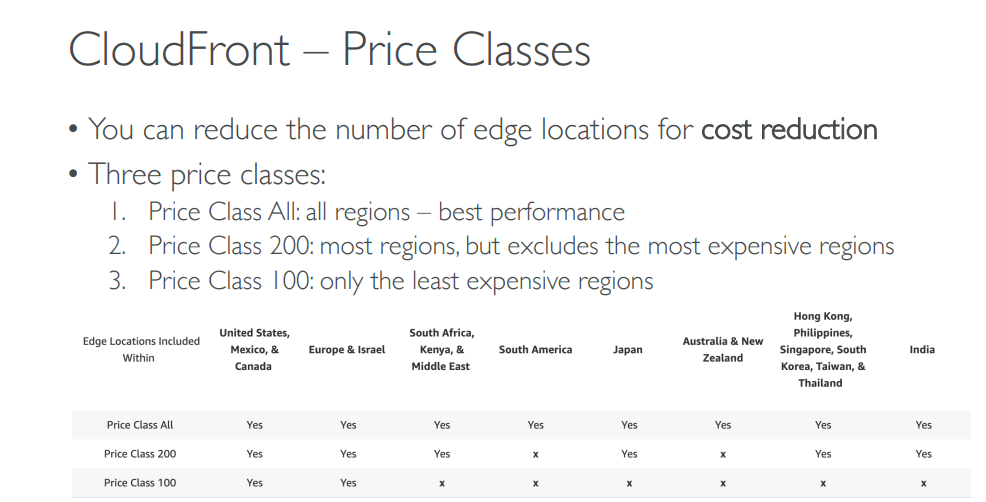 CloudFront – Price Classes
• You can reduce the number of edge locations for cost reduction
• Three price classes:
1. Price Class All: all regions – best performance
2. Price Class 200: most regions, but excludes the most expensive regions
3. Price Class 100: only the least expensive regions
Edge Locations Included
Within
United States,
Mexico, &
Canada
Europe & Israel
South Africa,
Kenya, &
Middle East
South America
Japan
Australia & New
Zealand
Hong Kong,
Philippines,
Singapore, South
Korea, Taiwan, &
Thailand
India
Price Class All Yes Yes Yes Yes Yes Yes Yes Yes
Price Class 200 Yes Yes Yes x Yes x Yes Yes
Price Class 100 Yes Yes x x x x x x